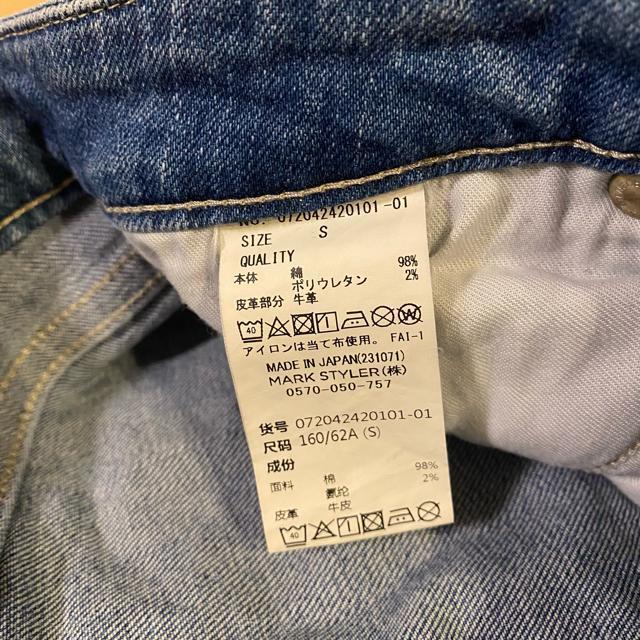 NO. 072042420101-01
SIZE S
QUALITY
本体 綿 98%
ポリウレタン 2%
皮革部分 牛革
40
アイロンは当て布使用。 FAI-1
MADE IN JAPAN(231071)
MARK STYLER(株)
0570-050-757
货号 072042420101-01
尺码 160/62A (S)
成份
面料 棉 98%
氨纶 2%
皮革 牛皮
40